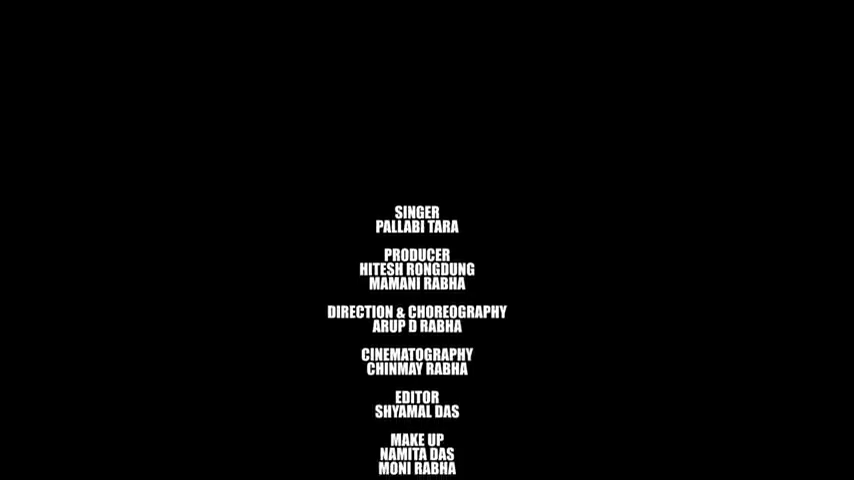 SINGER
PALLABI TARA
PRODUCER
HITESH RONGDUNG
MAMANI RABHA
DIRECTION & CHOREOGRAPHY
ARUP D RABHA
CINEMATOGRAPHY
CHINMAY RABHA
EDITOR
SHYAMAL DAS
MAKE UP
NAMITA DAS
MONI RABHA